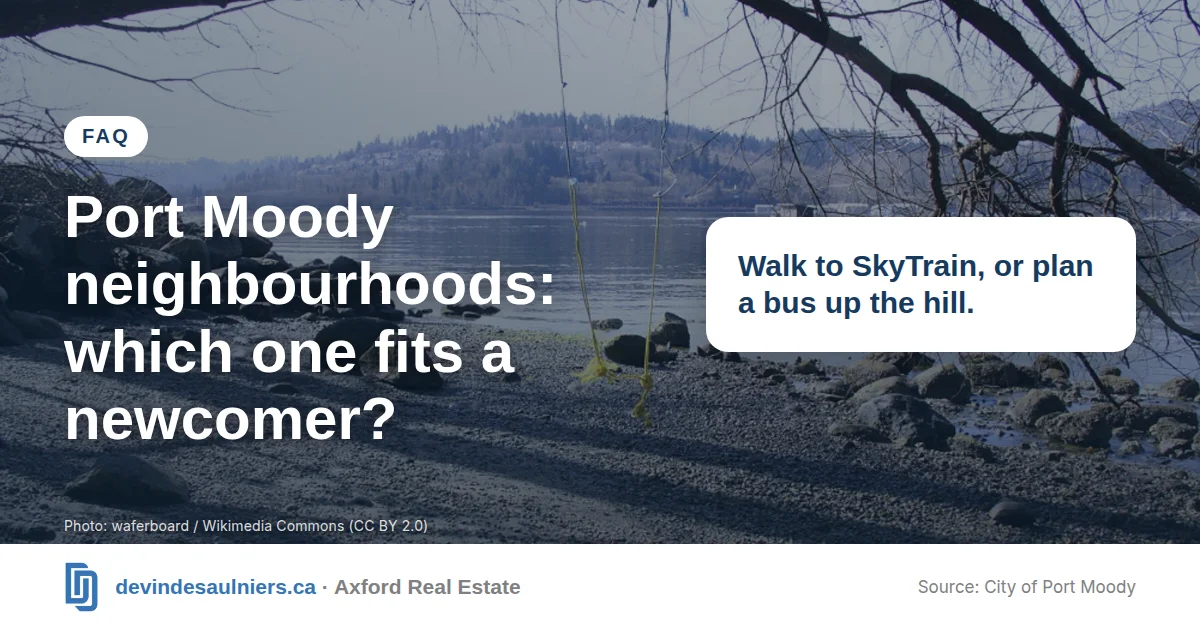 FAQ
Port Moody
neighbourhoods:
which one fits a
newcomer?
Walk to SkyTrain, or plan
a bus up the hill.
Photo: waferboard / Wikimedia Commons (CC BY 2.0)
devindesaulniers.ca · Axford Real Estate
Source: City of Port Moody